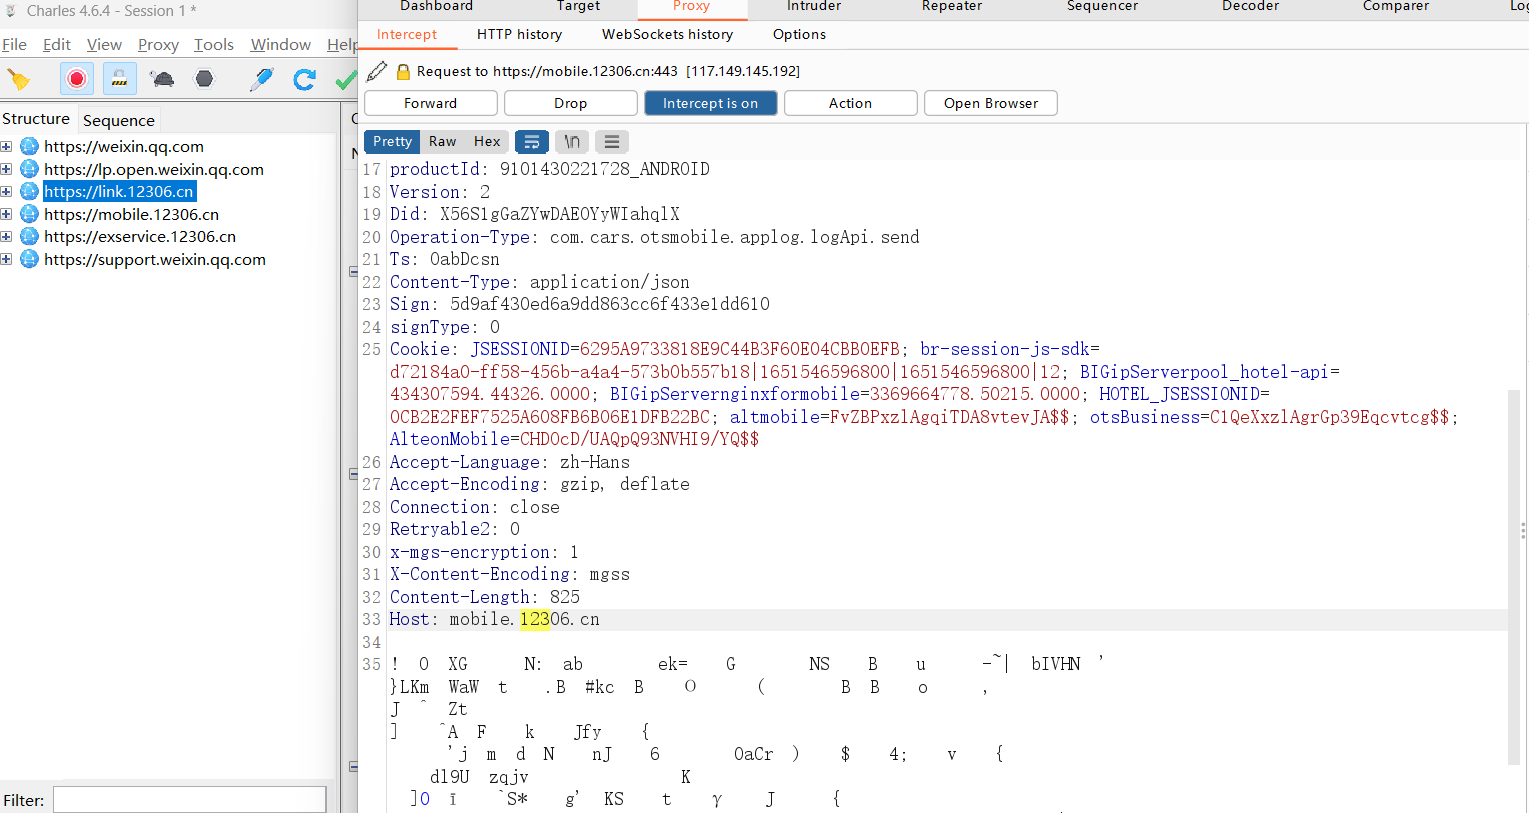 Charles 4.6.4 - Session 1 *
File Edit View Proxy Tools Window Help
Structure Sequence
https://weixin.qq.com
https://lp.open.weixin.qq.com
https://link.12306.cn
https://mobile.12306.cn
https://exservice.12306.cn
https://support.weixin.qq.com
Filter:
Dashboard Target Proxy Intruder Repeater Sequencer Decoder Comparer
Intercept HTTP history WebSockets history Options
Request to https://mobile.12306.cn:443 [117.149.145.192]
Forward Drop Intercept is on Action Open Browser
Pretty Raw Hex \n
17 productId: 9101430221728_ANDROID
18 Version: 2
19 Did: X56S1gGaZYwDAEOYyWIahqlX
20 Operation-Type: com.cars.otsmobile.applog.logApi.send
21 Ts: OabDcsn
22 Content-Type: application/json
23 Sign: 5d9af430ed6a9dd863cc6f433e1dd610
24 signType: 0
25 Cookie: JSESSIONID=6295A9733818E9C44B3F60E04CBB0EFB; br-session-js-sdk=
d72184a0-ff58-456b-a4a4-573b0b557b18|1651546596800|1651546596800|12; BIGipServerpool_hotel-api=
434307594.44326.0000; BIGipServernginxformobile=3369664778.50215.0000; HOTEL_JSESSIONID=
0CB2E2FEF7525A608FB6B06E1DFB22BC; altmobile=FvZBPxzlAgqiTDA8vtevJA$$; otsBusiness=C1QeXxzlAgrGp39Eqcvtcg$$;
AlteonMobile=CHDOcD/UAQpQ93NVHI9/YQ$$
26 Accept-Language: zh-Hans
27 Accept-Encoding: gzip, deflate
28 Connection: close
29 Retryable2: 0
30 x-mgs-encryption: 1
31 X-Content-Encoding: mgss
32 Content-Length: 825
33 Host: mobile.12306.cn
34
35 ! O XG N: ab ek= G NS B u -~| bIVHN '
}LKm WaW t .B #kc B O ( B B o ,
J ^ Zt
] ^A F k Jfy {
'j m d N nJ 6 OaCr ) $ 4; v {
dl9U zqjv K
]O ī `S* g' KS t γ J {